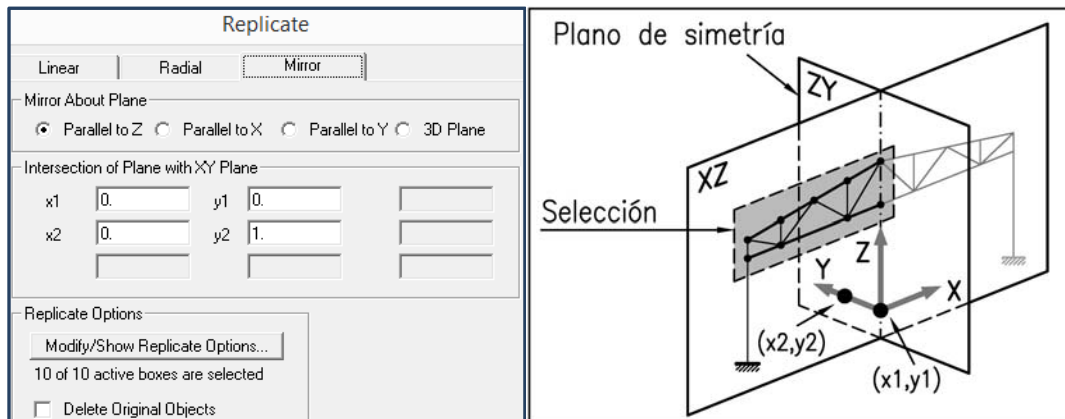 Replicate
Linear Radial Mirror
Mirror About Plane
Parallel to Z Parallel to X Parallel to Y 3D Plane
Intersection of Plane with XY Plane
x1 0. y1 0.
x2 0. y2 1.
Replicate Options
Modify/Show Replicate Options...
10 of 10 active boxes are selected
Delete Original Objects
Plano de simetría
ZY
XZ
Selección
Z
Y
X
(x2,y2)
(x1,y1)